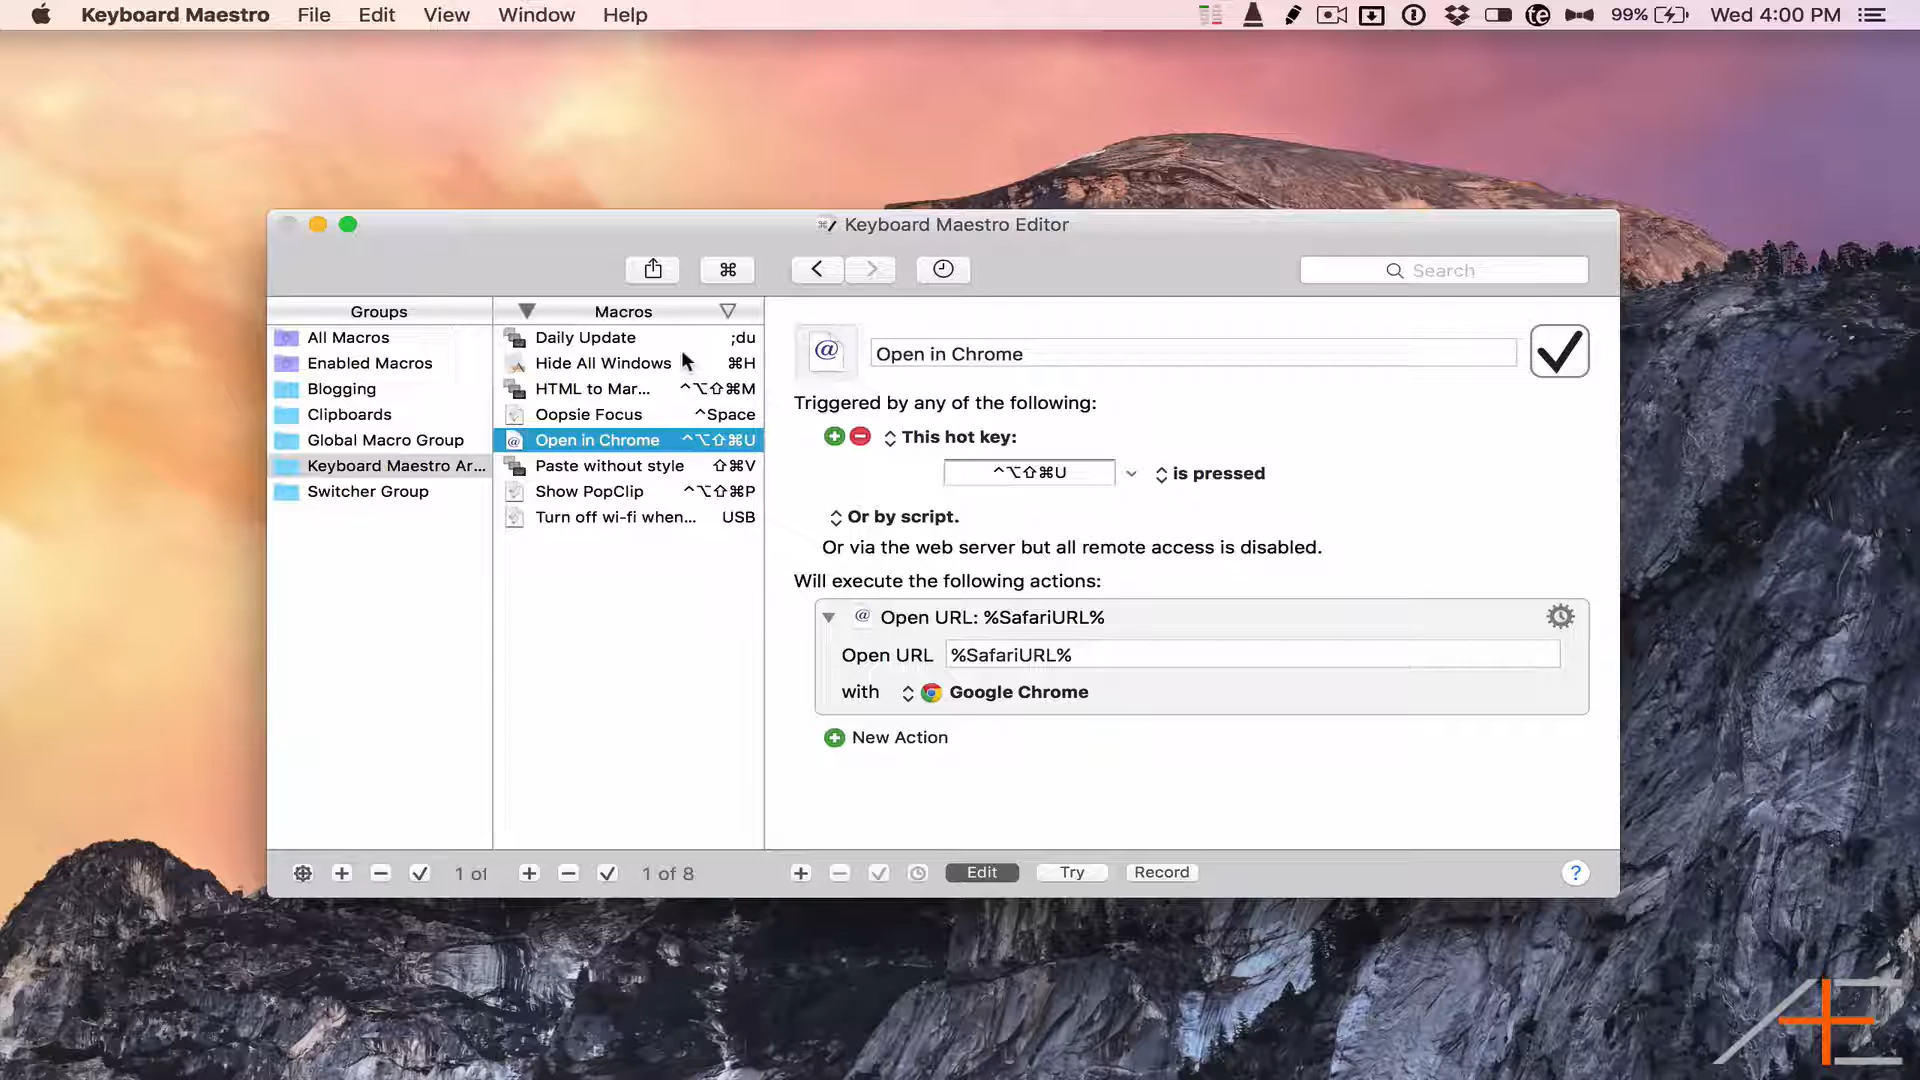 Keyboard Maestro File Edit View Window Help 99% Wed 4:00 PM
Keyboard Maestro Editor
Search
Groups
All Macros
Enabled Macros
Blogging
Clipboards
Global Macro Group
Keyboard Maestro Ar...
Switcher Group
Macros
Daily Update ;du
Hide All Windows ⌘H
HTML to Mar... ^⌥⇧⌘M
Oopsie Focus ^Space
Open in Chrome ^⌥⇧⌘U
Paste without style ⇧⌘V
Show PopClip ^⌥⇧⌘P
Turn off wi-fi when... USB
Open in Chrome
Triggered by any of the following:
This hot key:
^⌥⇧⌘U is pressed
Or by script.
Or via the web server but all remote access is disabled.
Will execute the following actions:
Open URL: %SafariURL%
Open URL %SafariURL%
with Google Chrome
New Action
1 of
1 of 8
Edit Try Record ?